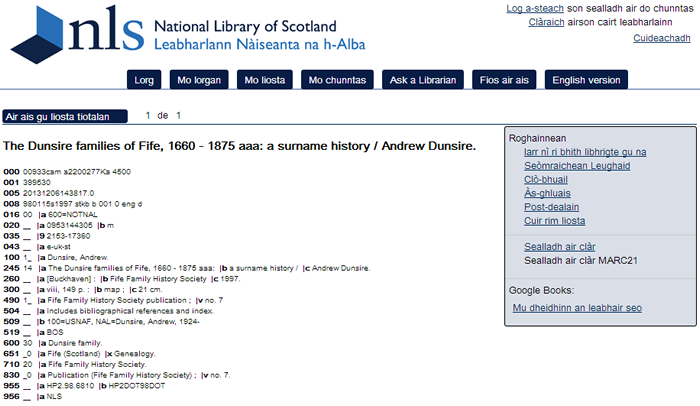 nls
National Library of Scotland
Leabharlann Nàiseanta na h-Alba
Log a-steach son sealladh air do chunntas
Clàraich airson cairt leabharlainn
Cuideachadh
Lorg Mo lorgan Mo liosta Mo chunntas Ask a Librarian Fios air ais English version
Air ais gu liosta tiotalan 1 de 1
The Dunsire families of Fife, 1660 - 1875 aaa: a surname history / Andrew Dunsire.
000 00933cam a2200277Ka 4500
001 399530
005 20131206143817.0
008 980115s1997 stkb b 001 0 eng d
016 00 |a 600=NOTNAL
020 __ |a 0953144305 |b m
035 __ |9 2153-17360
043 __ |a e-uk-st
100 1_ |a Dunsire, Andrew.
245 14 |a The Dunsire families of Fife, 1660 - 1875 aaa: |b a surname history / |c Andrew Dunsire.
260 __ |a [Buckhaven] ; |b Fife Family History Society |c 1997.
300 __ |a viii, 149 p. : |b map ; |c 21 cm.
490 1_ |a Fife Family History Society publication ; |v no. 7
504 __ |a Includes bibliographical references and index.
509 __ |b 100=USNAF, NAL=Dunsire, Andrew, 1924-
519 __ |a BOS
600 30 |a Dunsire family.
651 _0 |a Fife (Scotland) |x Genealogy.
710 20 |a Fife Family History Society.
830 _0 |a Publication (Fife Family History Society) ; |v no. 7.
955 __ |a HP2.98.6810 |b HP2DOT98DOT
956 __ |a NLS
Roghainnean
Iarr nì ri bhith libhrigte gu na
Seòmraichean Leughaid
Clò-bhuail
Às-ghluais
Post-dealain
Cuir rim liosta
Sealladh air clàr
Sealladh air clàr MARC21
Google Books:
Mu dheidhinn an leabhair seo